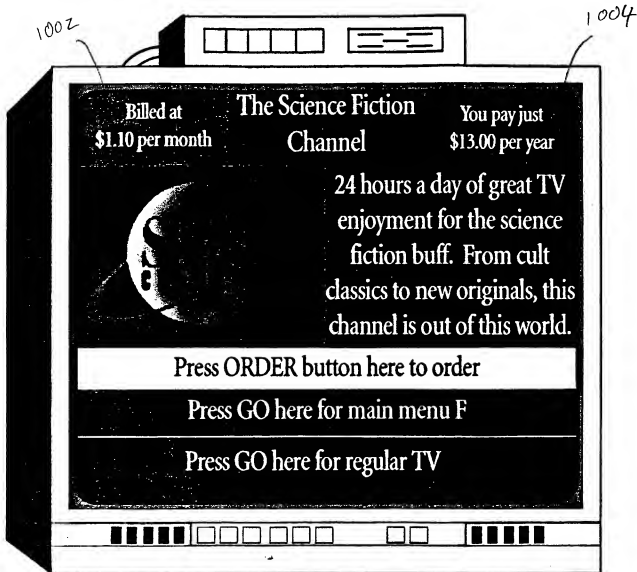 1002
1004
Billed at
$1.10 per month
The Science Fiction
Channel
You pay just
$13.00 per year
24 hours a day of great TV
enjoyment for the science
fiction buff. From cult
classics to new originals, this
channel is out of this world.
Press ORDER button here to order
Press GO here for main menu F
Press GO here for regular TV